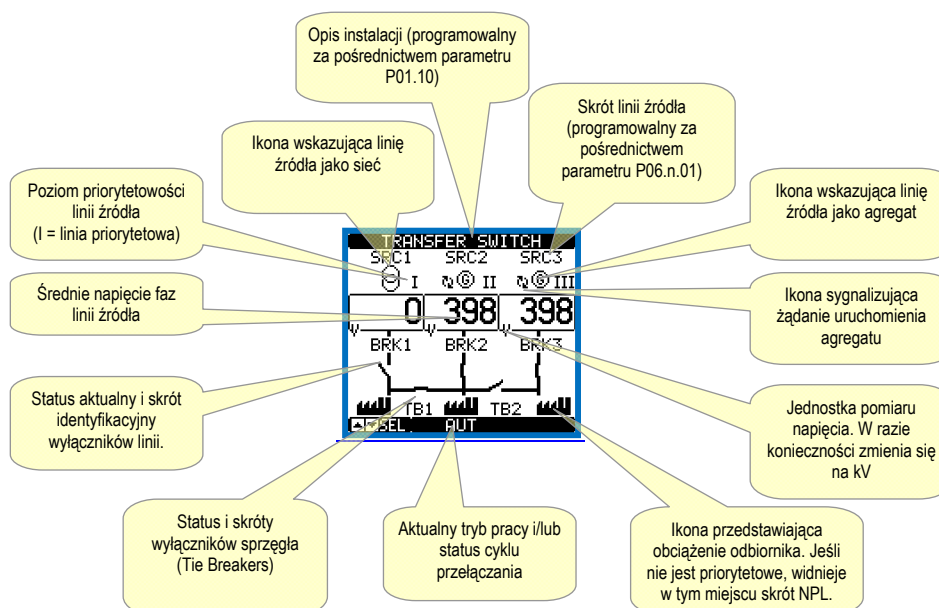 Opis instalacji (programowalny
za pośrednictwem parametru
P01.10)
Skrót linii źródła
(programowalny za
pośrednictwem
parametru P06.n.01)
Ikona wskazująca linię
źródła jako sieć
Poziom priorytetowości
linii źródła
(I = linia priorytetowa)
Ikona wskazująca linię
źródła jako agregat
Średnie napięcie faz
linii źródła
Ikona sygnalizująca
żądanie uruchomienia
agregatu
TRANSFER SWITCH
SRC1 SRC2 SRC3
I G II G III
0 398 398
V V V
BRK1 BRK2 BRK3
TB1 TB2
SEL. AUT
Status aktualny i skrót
identyfikacyjny
wyłączników linii.
Jednostka pomiaru
napięcia. W razie
konieczności zmienia się
na kV
Status i skróty
wyłączników sprzęgła
(Tie Breakers)
Aktualny tryb pracy i/lub
status cyklu
przełączania
Ikona przedstawiająca
obciążenie odbiornika. Jeśli
nie jest priorytetowe, widnieje
w tym miejscu skrót NPL.